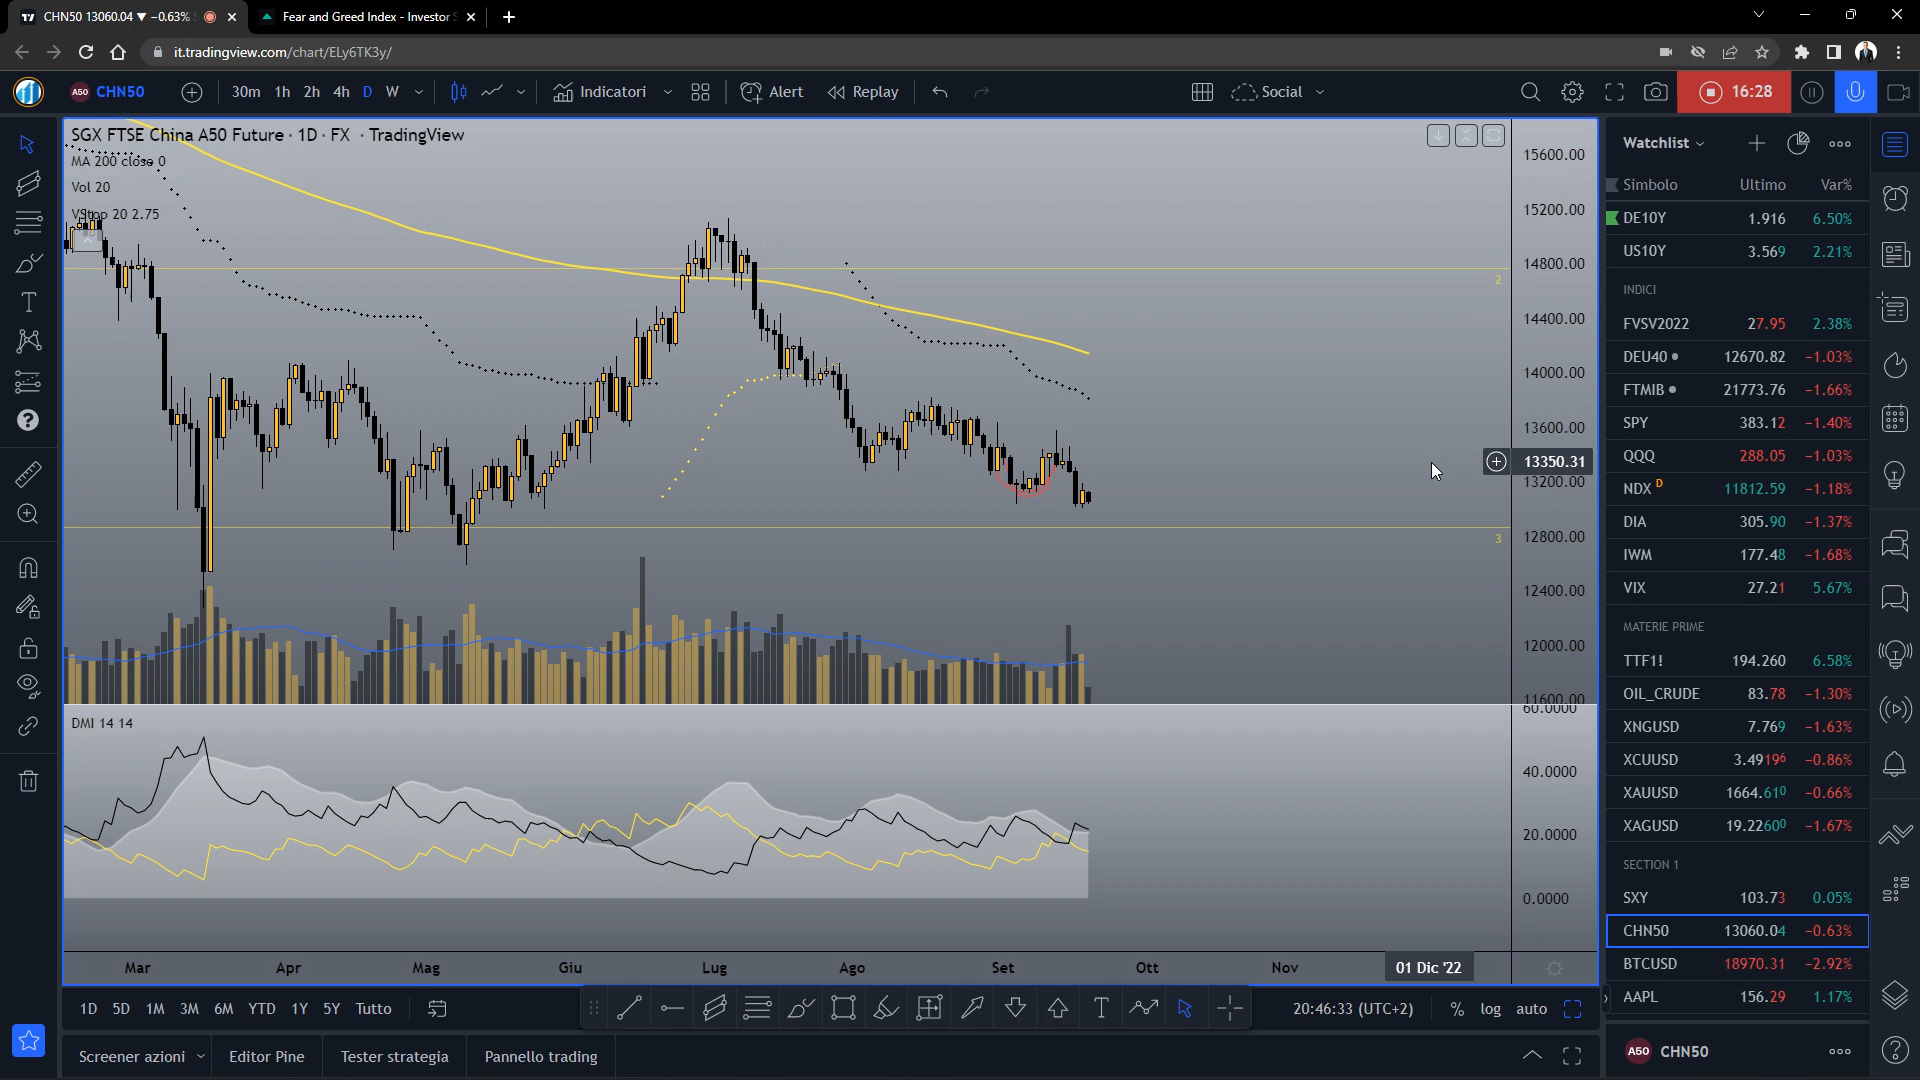 CHN50 13060.04 ▼ −0.63%
Fear and Greed Index - Investor S
it.tradingview.com/chart/ELy6TK3y/
A50 CHN50 30m 1h 2h 4h D W Indicatori Alert Replay Social 16:28
SGX FTSE China A50 Future · 1D · FX · TradingView
MA 200 close 0
Vol 20
VStop 20 2.75
15600.00
15200.00
14800.00
2
14400.00
14000.00
13600.00
13350.31
13200.00
12800.00
3
12400.00
12000.00
11600.00
60.0000
DMI 14 14
40.0000
20.0000
0.0000
Mar Apr Mag Giu Lug Ago Set Ott Nov 01 Dic '22
1D 5D 1M 3M 6M YTD 1Y 5Y Tutto
20:46:33 (UTC+2) % log auto
Screener azioni Editor Pine Tester strategia Pannello trading
Watchlist
Simbolo Ultimo Var%
DE10Y 1.916 6.50%
US10Y 3.569 2.21%
INDICI
FVSV2022 27.95 2.38%
DEU40 12670.82 −1.03%
FTMIB 21773.76 −1.66%
SPY 383.12 −1.40%
QQQ 288.05 −1.03%
NDX D 11812.59 −1.18%
DIA 305.90 −1.37%
IWM 177.48 −1.68%
VIX 27.21 5.67%
MATERIE PRIME
TTF1! 194.260 6.58%
OIL_CRUDE 83.78 −1.30%
XNGUSD 7.769 −1.63%
XCUUSD 3.49196 −0.86%
XAUUSD 1664.610 −0.66%
XAGUSD 19.22600 −1.67%
SECTION 1
SXY 103.73 0.05%
CHN50 13060.04 −0.63%
BTCUSD 18970.31 −2.92%
AAPL 156.29 1.17%
A50 CHN50